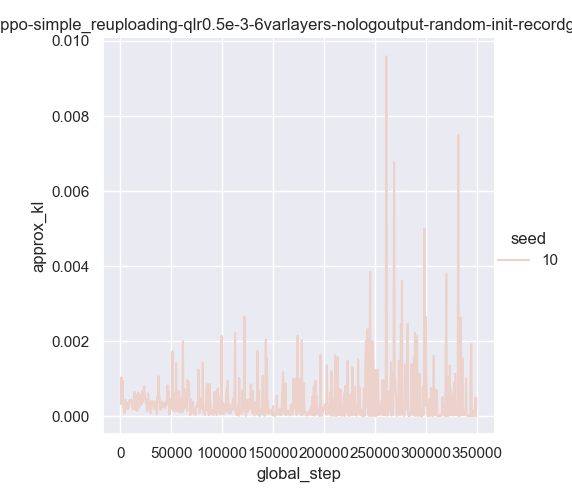 ppo-simple_reuploading-qlr0.5e-3-6varlayers-nologoutput-random-init-recordg
0.010
0.008
0.006
0.004
0.002
0.000
approx_kl
0 50000 100000 150000 200000 250000 300000 350000
global_step
seed
10